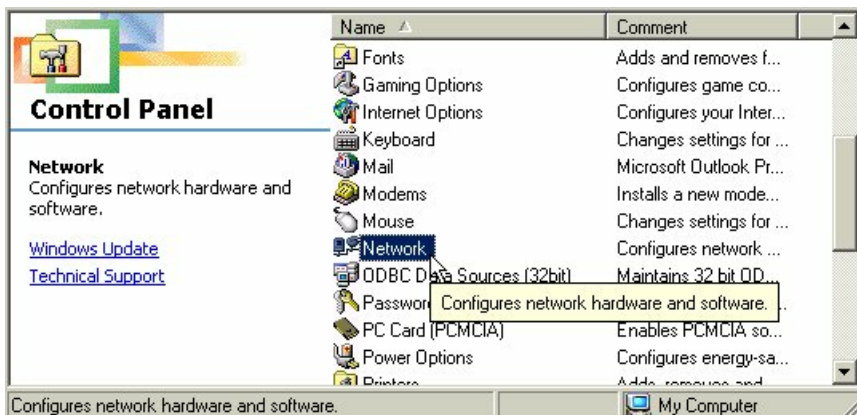 Name Comment
Control Panel
Network
Configures network hardware and
software.
Windows Update
Technical Support
Fonts Adds and removes f...
Gaming Options Configures game co...
Internet Options Configures your Inter...
Keyboard Changes settings for ...
Mail Microsoft Outlook Pr...
Modems Installs a new mode...
Mouse Changes settings for ...
Network Configures network ...
ODBC Data Sources (32bit) Maintains 32 bit OD...
Configures network hardware and software.
PC Card (PCMCIA) Enables PCMCIA so...
Power Options Configures energy-sa...
Printers Adds, removes and
Configures network hardware and software. My Computer